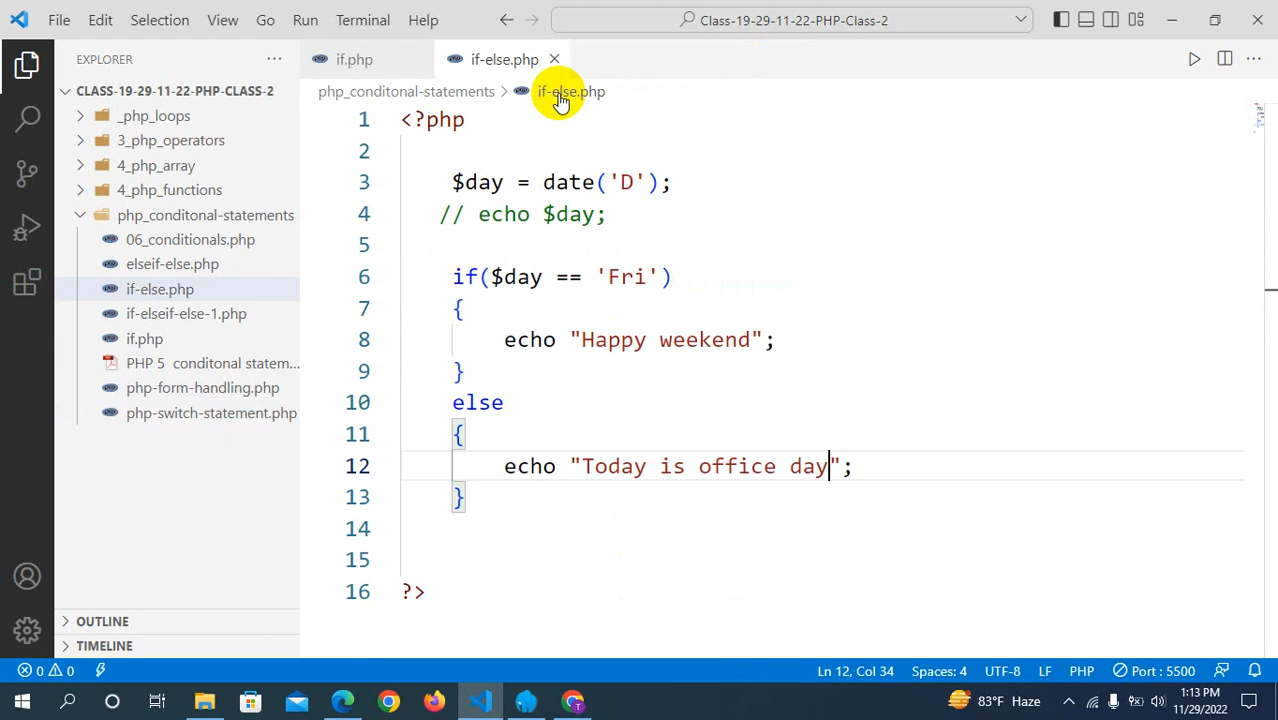 File Edit Selection View Go Run Terminal Help Class-19-29-11-22-PHP-Class-2
EXPLORER
if.php if-else.php
CLASS-19-29-11-22-PHP-CLASS-2
_php_loops
3_php_operators
4_php_array
4_php_functions
php_conditonal-statements
06_conditionals.php
elseif-else.php
if-else.php
if-elseif-else-1.php
if.php
PHP 5 conditonal statem...
php-form-handling.php
php-switch-statement.php
OUTLINE
TIMELINE
php_conditonal-statements > if-else.php
1 <?php
2
3 $day = date('D');
4 // echo $day;
5
6 if($day == 'Fri')
7 {
8 echo "Happy weekend";
9 }
10 else
11 {
12 echo "Today is office day";
13 }
14
15
16 ?>
0 0 Ln 12, Col 34 Spaces: 4 UTF-8 LF PHP Port : 5500
83°F Haze 1:13 PM
11/29/2022